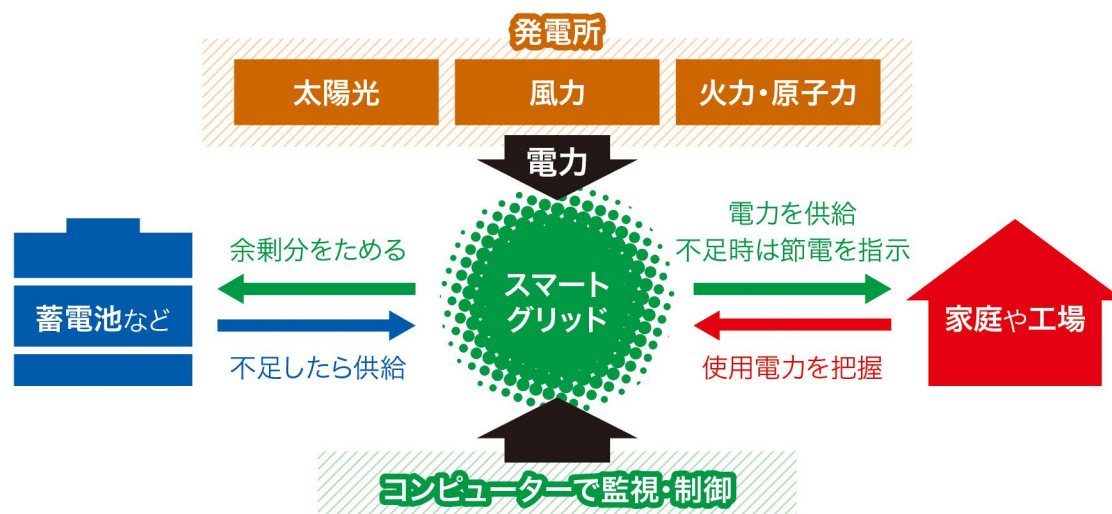 発電所
太陽光
風力
火力・原子力
電力
余剰分をためる
電力を供給
不足時は節電を指示
スマート
グリッド
蓄電池など
家庭や工場
不足したら供給
使用電力を把握
コンピューターで監視・制御